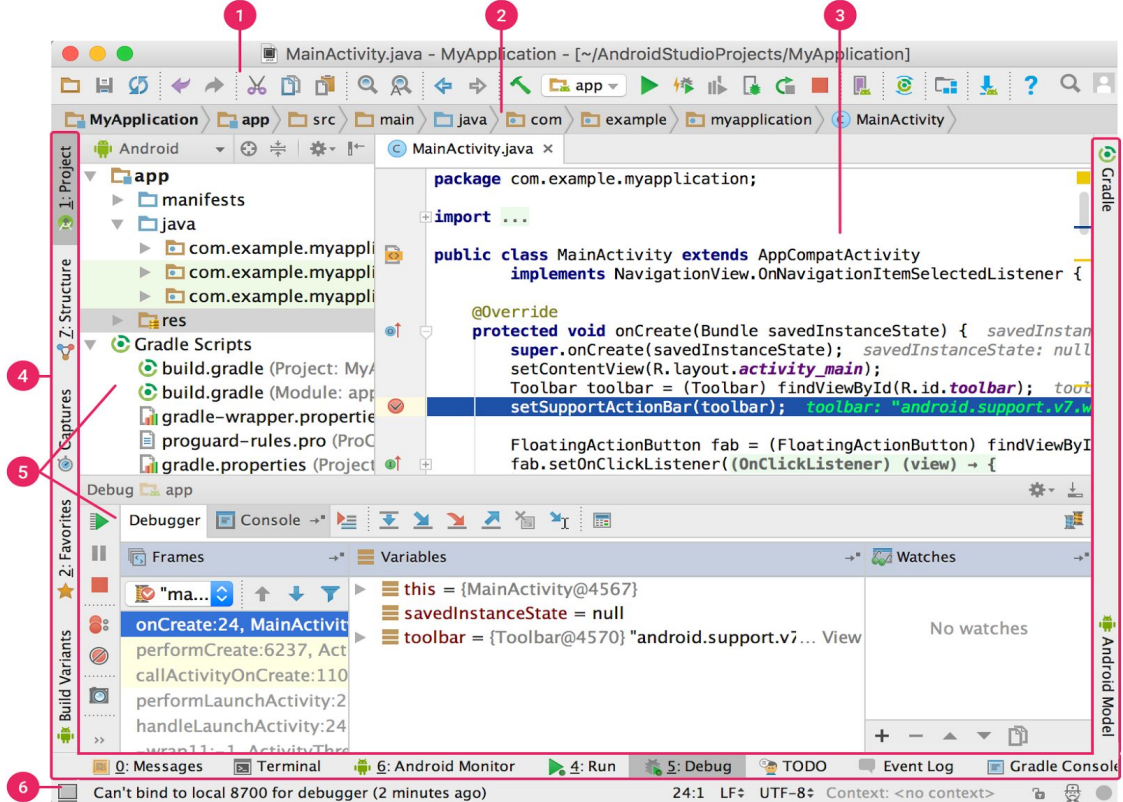 1
2
3
MainActivity.java - MyApplication - [~/AndroidStudioProjects/MyApplication]
app
?
MyApplication
app
src
main
java
com
example
myapplication
MainActivity
1: Project
Z: Structure
4
Captures
5
2: Favorites
Build Variants
Android
app
manifests
java
com.example.myappli
com.example.myappli
com.example.myappli
res
Gradle Scripts
build.gradle (Project: MyA
build.gradle (Module: app
gradle-wrapper.propertie
proguard-rules.pro (ProC
gradle.properties (Project
MainActivity.java
package com.example.myapplication;
import ...
public class MainActivity extends AppCompatActivity
implements NavigationView.OnNavigationItemSelectedListener {
@Override
protected void onCreate(Bundle savedInstanceState) { savedInstan
super.onCreate(savedInstanceState); savedInstanceState: null
setContentView(R.layout.activity_main);
Toolbar toolbar = (Toolbar) findViewById(R.id.toolbar); tool
setSupportActionBar(toolbar); toolbar: "android.support.v7.w
FloatingActionButton fab = (FloatingActionButton) findViewByI
fab.setOnClickListener((OnClickListener) (view) → {
Gradle
Android Model
Debug app
Debugger
Console
Frames
Variables
Watches
"ma...
onCreate:24, MainActivit
performCreate:6237, Act
callActivityOnCreate:110
performLaunchActivity:2
handleLaunchActivity:24
-wrap11:-1, ActivityThre
this = {MainActivity@4567}
savedInstanceState = null
toolbar = {Toolbar@4570} "android.support.v7... View
No watches
0: Messages
Terminal
6: Android Monitor
4: Run
5: Debug
TODO
Event Log
Gradle Console
6
Can't bind to local 8700 for debugger (2 minutes ago)
24:1 LF UTF-8 Context: <no context>